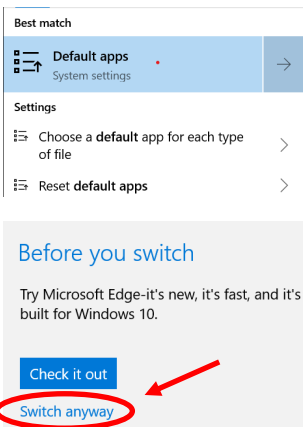 Best match
Default apps
System settings
Settings
Choose a default app for each type
of file
Reset default apps
Before you switch
Try Microsoft Edge-it's new, it's fast, and it's
built for Windows 10.
Check it out
Switch anyway